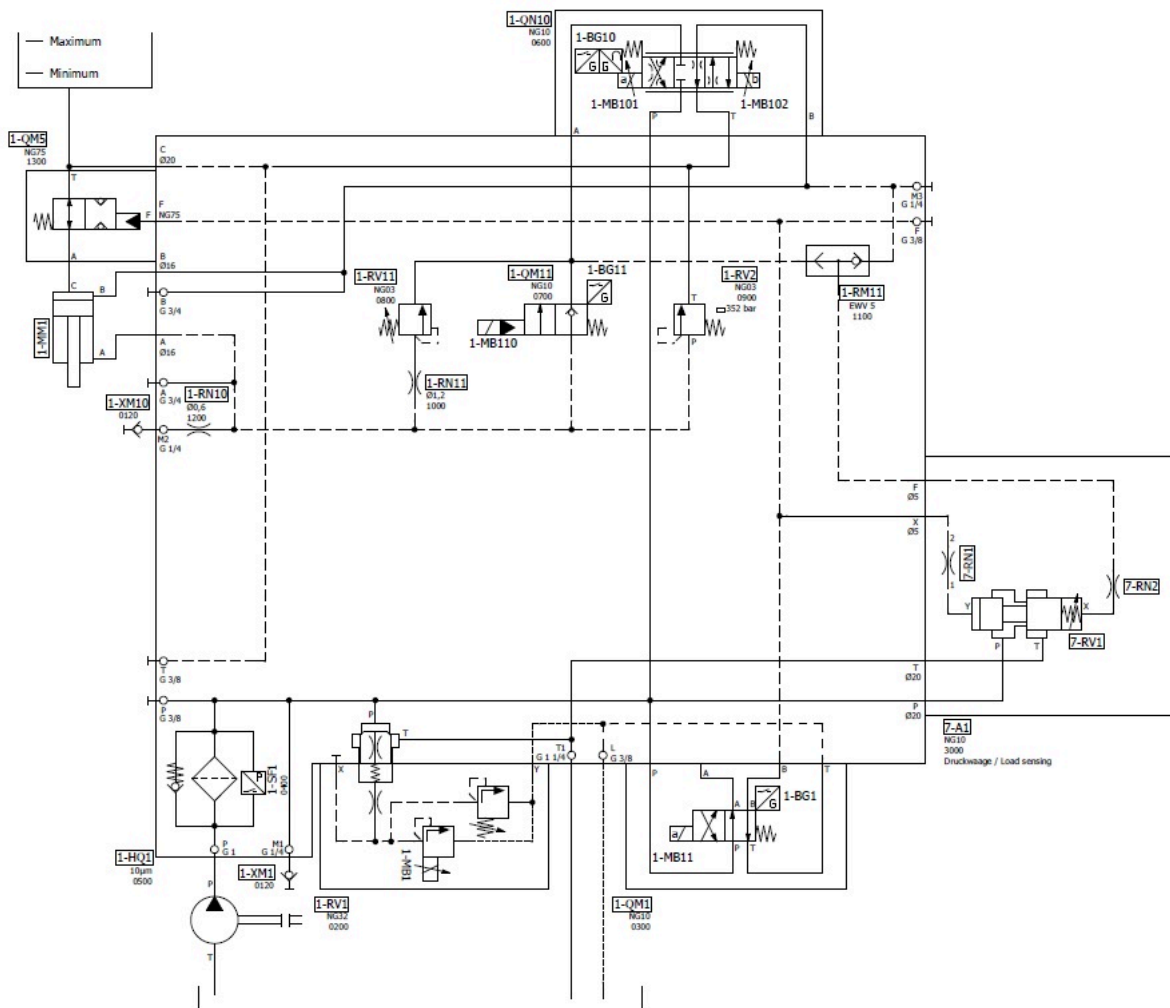 Maximum
Minimum
1-QN10
NG10
0600
1-BG10
G
G
a
b
1-MB101
1-MB102
P
T
A
B
1-QM5
NG75
1300
T
C
Ø20
F
F
NG75
A
B
Ø16
M3
G 1/4
F
G 3/8
C
B
B
G 3/4
1-MM1
A
A
Ø16
A
G 3/4
1-RV11
NG03
0800
1-QM11
NG10
0700
1-BG11
G
1-MB110
1-RV2
NG03
0900
352 bar
T
P
1-RM11
EWV 5
1100
1-XM10
0120
1-RN10
Ø0,6
1200
M2
G 1/4
1-RN11
Ø1,2
1000
F
Ø5
X
Ø5
2
7-RN1
1
7-RN2
Y
X
P
T
7-RV1
T
G 3/8
T
Ø20
P
G 3/8
P
Ø20
7-A1
NG10
3000
Druckwaage / Load sensing
P
T
T1
G 1 1/4
L
G 3/8
X
Y
P
A
B
T
P
1-SF1
0400
1-BG1
G
A
B
a
P
T
1-MB11
1-MB1
1-HQ1
10µm
0500
P
G 1
M1
G 1/4
1-XM1
0120
P
1-RV1
NG32
0200
1-QM1
NG10
0300
T